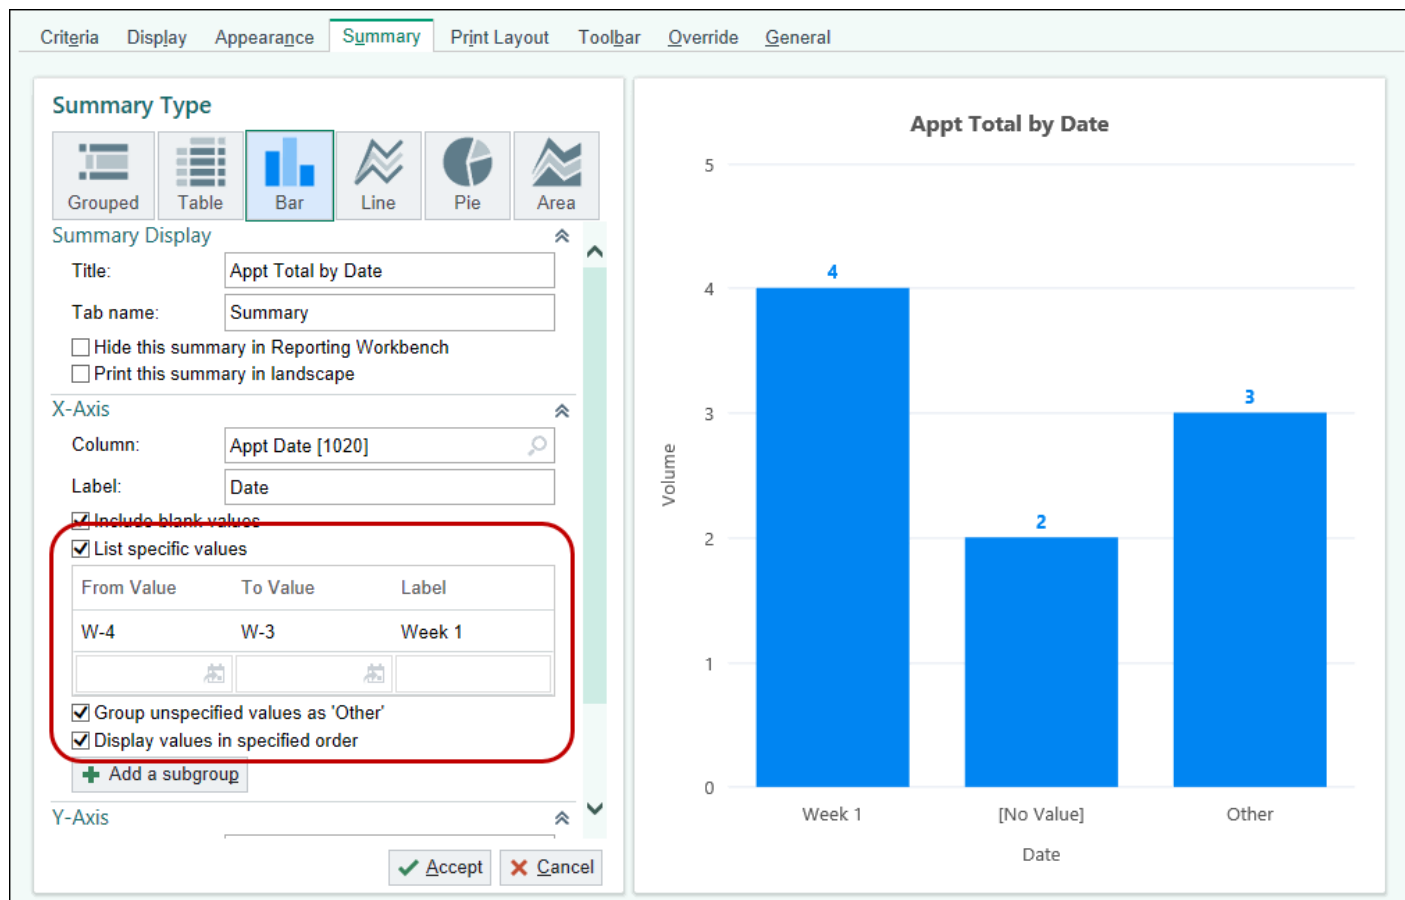 Criteria Display Appearance Summary Print Layout Toolbar Override General
Summary Type
Grouped Table Bar Line Pie Area
Summary Display
Title: Appt Total by Date
Tab name: Summary
Hide this summary in Reporting Workbench
Print this summary in landscape
X-Axis
Column: Appt Date [1020]
Label: Date
Include blank values
List specific values
From Value To Value Label
W-4 W-3 Week 1
Group unspecified values as 'Other'
Display values in specified order
Add a subgroup
Y-Axis
Accept Cancel
Appt Total by Date
5
4
3
2
1
0
Volume
4
2
3
Week 1 [No Value] Other
Date